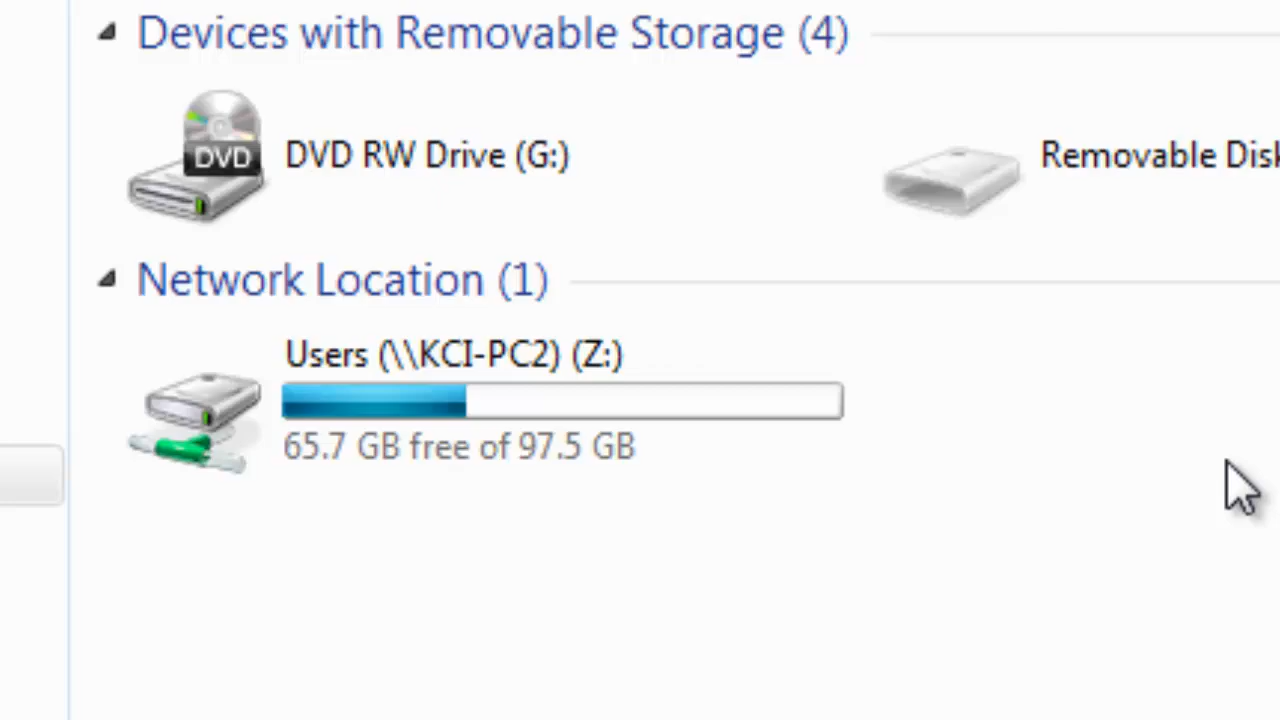 Devices with Removable Storage (4)
DVD
DVD RW Drive (G:)
Removable Disk
Network Location (1)
Users (\\KCI-PC2) (Z:)
65.7 GB free of 97.5 GB